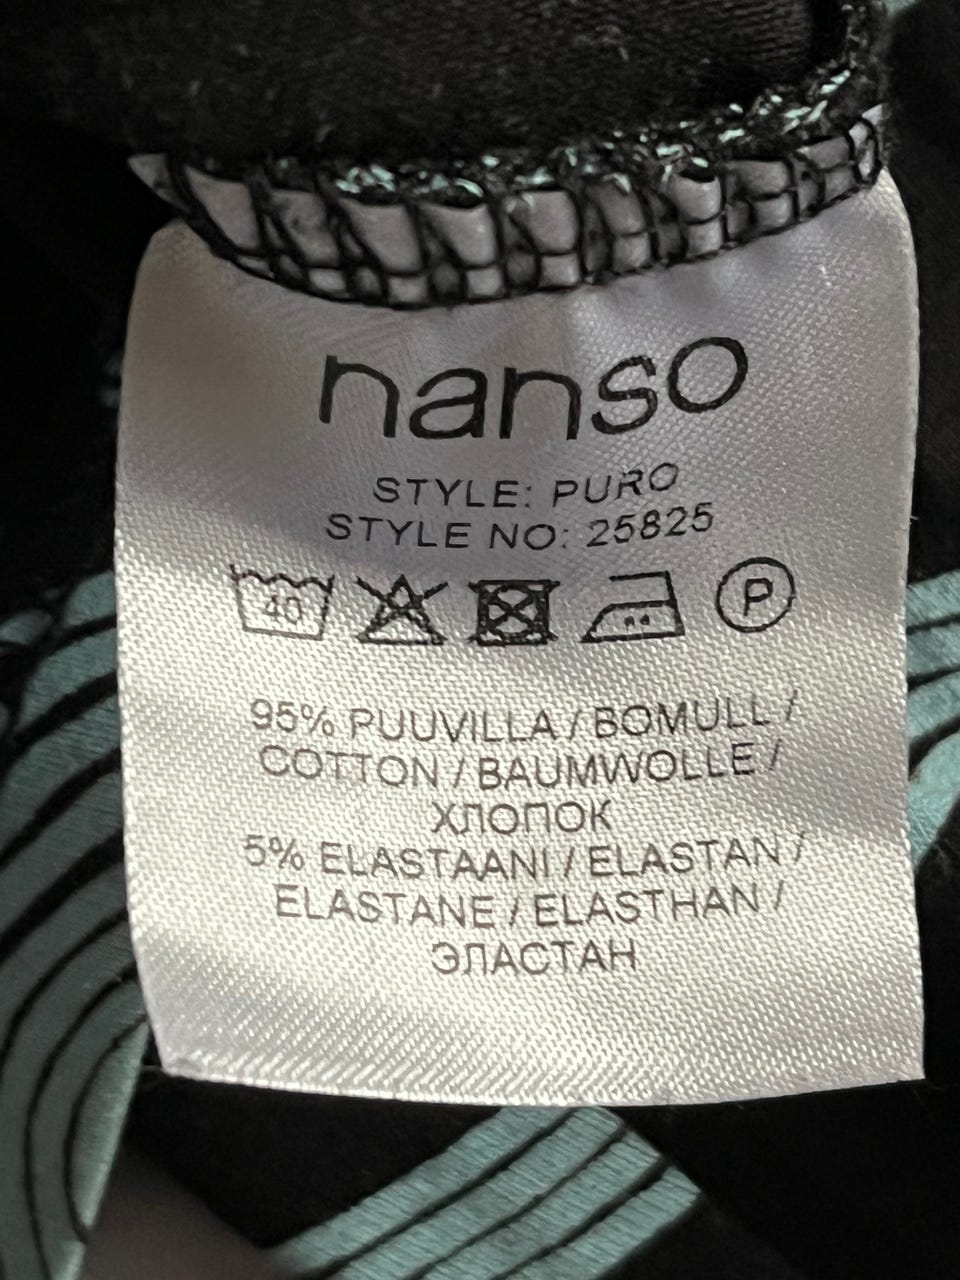 nanso
STYLE: PURO
STYLE NO: 25825
40 P
95% PUUVILLA / BOMULL /
COTTON / BAUMWOLLE /
ХЛОПОК
5% ELASTAANI / ELASTAN /
ELASTANE / ELASTHAN /
ЭЛАСТАН